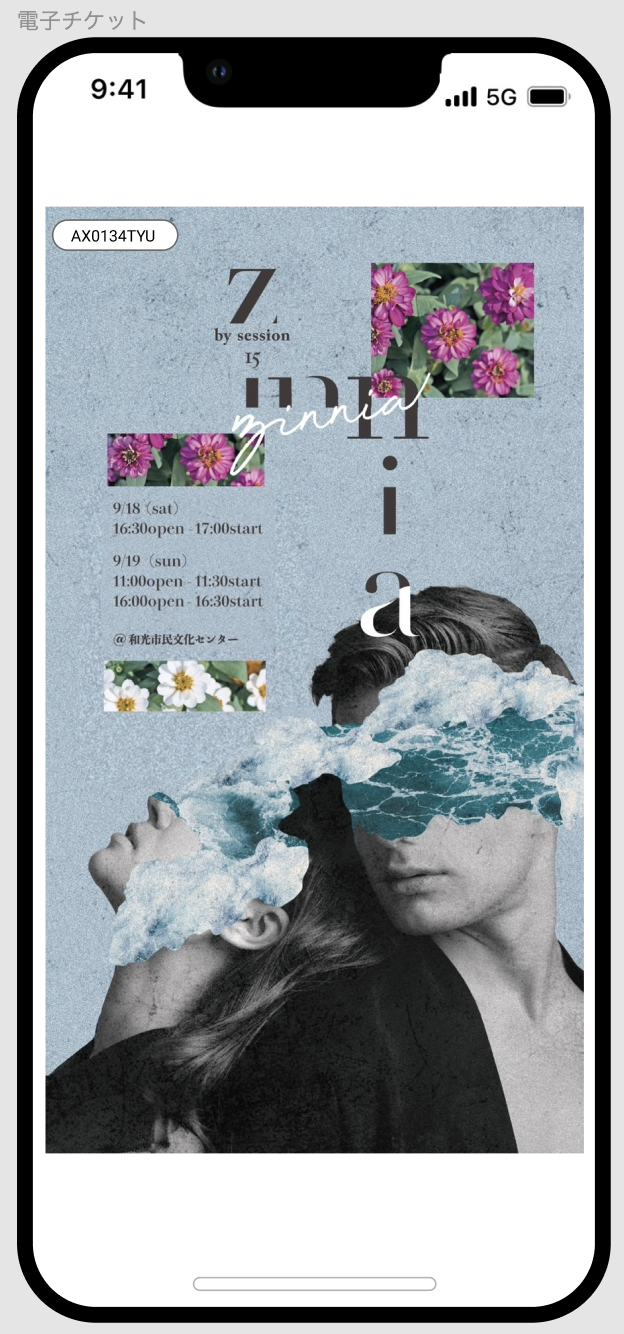 電子チケット
9:41
5G
AX0134TYU
Z
by session
15
inn
zinnia
i
a
9/18（sat）
16:30open - 17:00start
9/19（sun）
11:00open - 11:30start
16:00open - 16:30start
@和光市民文化センター